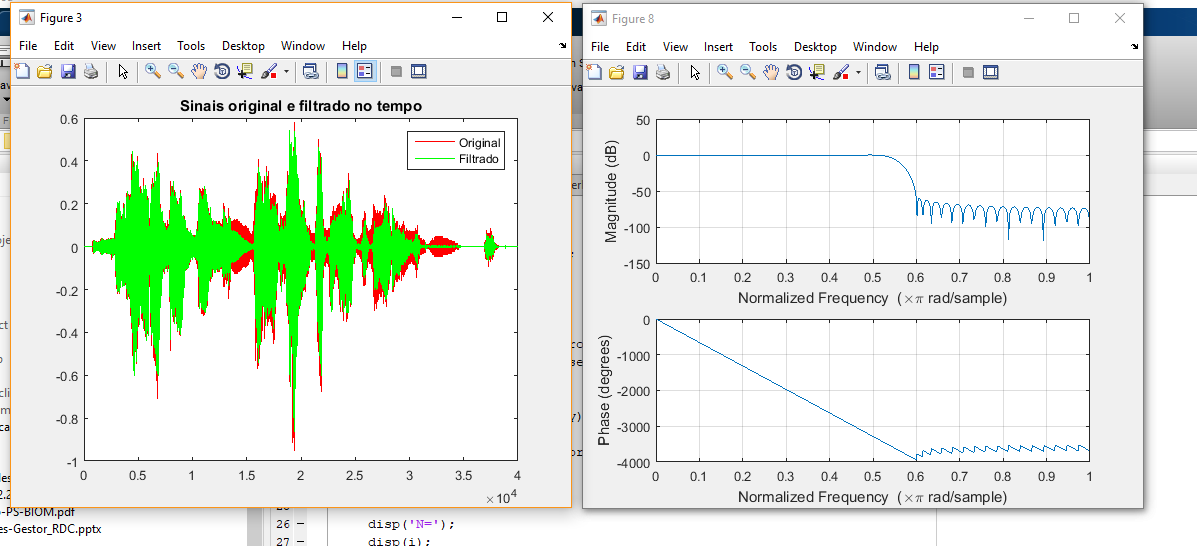 Figure 3
File Edit View Insert Tools Desktop Window Help
Sinais original e filtrado no tempo
Original
Filtrado
0.6
0.4
0.2
0
-0.2
-0.4
-0.6
-0.8
-1
0 0.5 1 1.5 2 2.5 3 3.5 4
×10⁴
Figure 8
File Edit View Insert Tools Desktop Window Help
Magnitude (dB)
50
0
-50
-100
-150
0 0.1 0.2 0.3 0.4 0.5 0.6 0.7 0.8 0.9 1
Normalized Frequency (×π rad/sample)
Phase (degrees)
0
-1000
-2000
-3000
-4000
0 0.1 0.2 0.3 0.4 0.5 0.6 0.7 0.8 0.9 1
Normalized Frequency (×π rad/sample)
-PS-BIOM.pdf
es-Gestor_RDC.pptx
26 – disp('N=');
27 – disp(i);